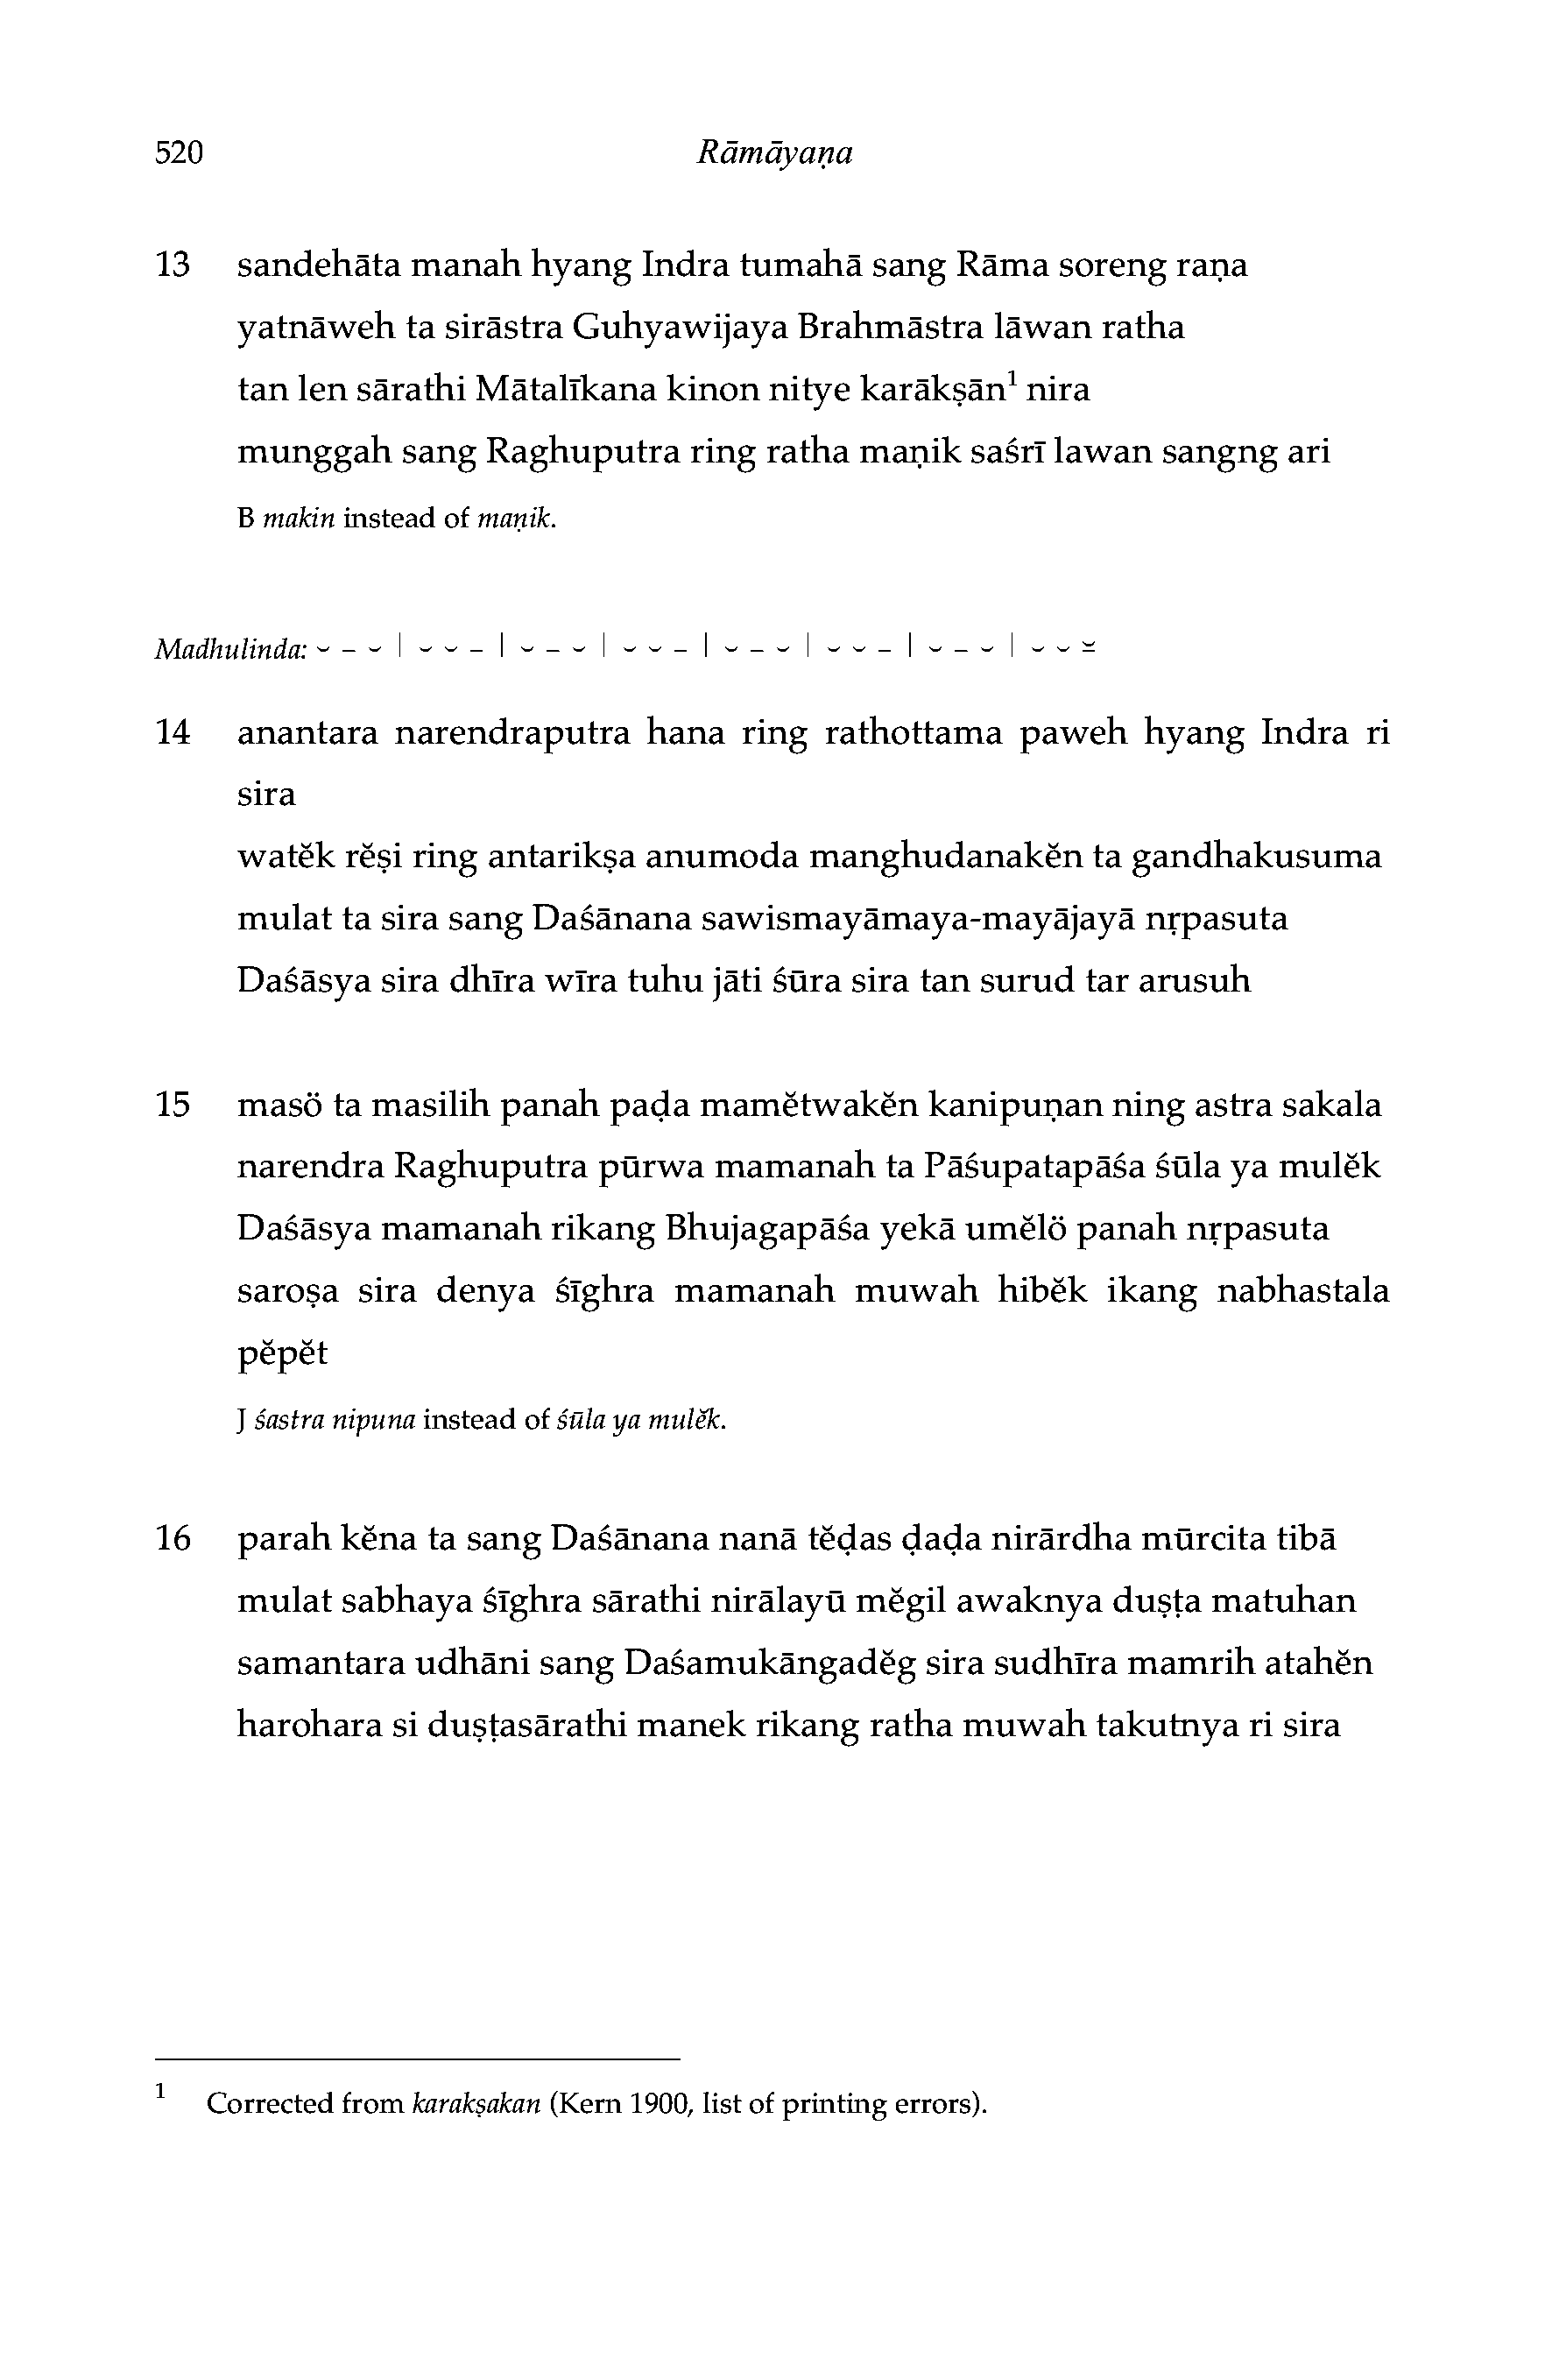 520 Rāmāyaṇa
13 sandehāta manah hyang Indra tumahā sang Rāma soreng raṇa
yatnāweh ta sirāstra Guhyawijaya Brahmāstra lāwan ratha
tan len sārathi Mātalīkana kinon nitye karākṣān¹ nira
munggah sang Raghuputra ring ratha maṇik saśrī lawan sangng ari
B makin instead of maṇik.
Madhulinda: ⏑ – ⏑ | ⏑ ⏑ – | ⏑ – ⏑ | ⏑ ⏑ – | ⏑ – ⏑ | ⏑ ⏑ – | ⏑ – ⏑ | ⏑ ⏑ ⏓
14 anantara narendraputra hana ring rathottama paweh hyang Indra ri
sira
watĕk rĕṣi ring antarikṣa anumoda manghudanakĕn ta gandhakusuma
mulat ta sira sang Daśānana sawismayāmaya-mayājayā nṛpasuta
Daśāsya sira dhīra wīra tuhu jāti śūra sira tan surud tar arusuh
15 masö ta masilih panah paḍa mamĕtwakĕn kanipuṇan ning astra sakala
narendra Raghuputra pūrwa mamanah ta Pāśupatapāśa śūla ya mulĕk
Daśāsya mamanah rikang Bhujagapāśa yekā umĕlö panah nṛpasuta
saroṣa sira denya śīghra mamanah muwah hibĕk ikang nabhastala
pĕpĕt
J śastra nipuna instead of śūla ya mulĕk.
16 parah kĕna ta sang Daśānana nanā tĕḍas ḍaḍa nirārdha mūrcita tibā
mulat sabhaya śīghra sārathi nirālayū mĕgil awaknya duṣṭa matuhan
samantara udhāni sang Daśamukāngadĕg sira sudhīra mamrih atahĕn
harohara si duṣṭasārathi manek rikang ratha muwah takutnya ri sira
1 Corrected from karakṣakan (Kern 1900, list of printing errors).